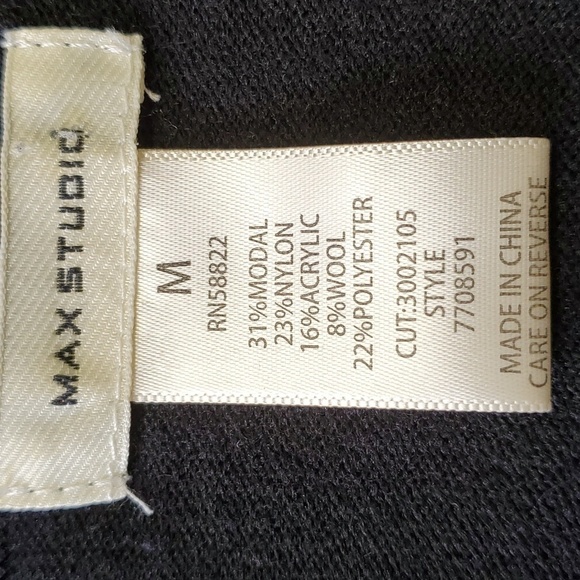 MAX STUDIO
M
RN58822
31%MODAL
23%NYLON
16%ACRYLIC
8%WOOL
22%POLYESTER
CUT:3002105
STYLE
7708591
MADE IN CHINA
CARE ON REVERSE